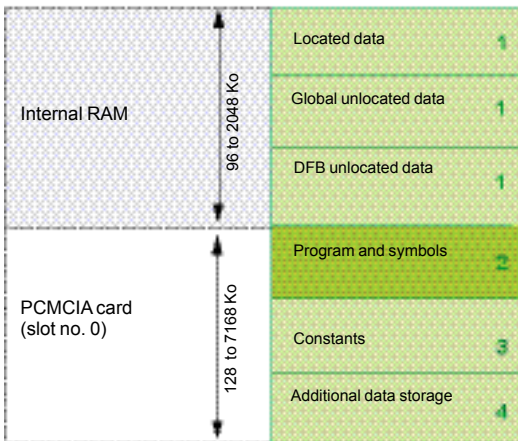 Internal RAM
96 to 2048 Ko
Located data
1
Global unlocated data
1
DFB unlocated data
1
PCMCIA card
(slot no. 0)
128 to 7168 Ko
Program and symbols
2
Constants
3
Additional data storage
4